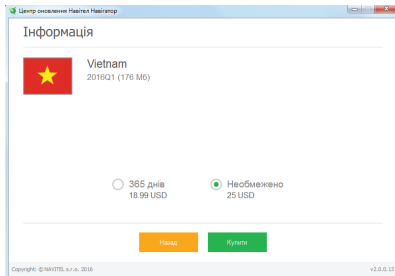 Центр оновлення Навітел Навігатор
Інформація
Vietnam
2016Q1 (176 Мб)
365 днів
18.99 USD
Необмежено
25 USD
Назад
Купити
Copyright: © NAVITEL s.r.o. 2016
v2.0.0.12